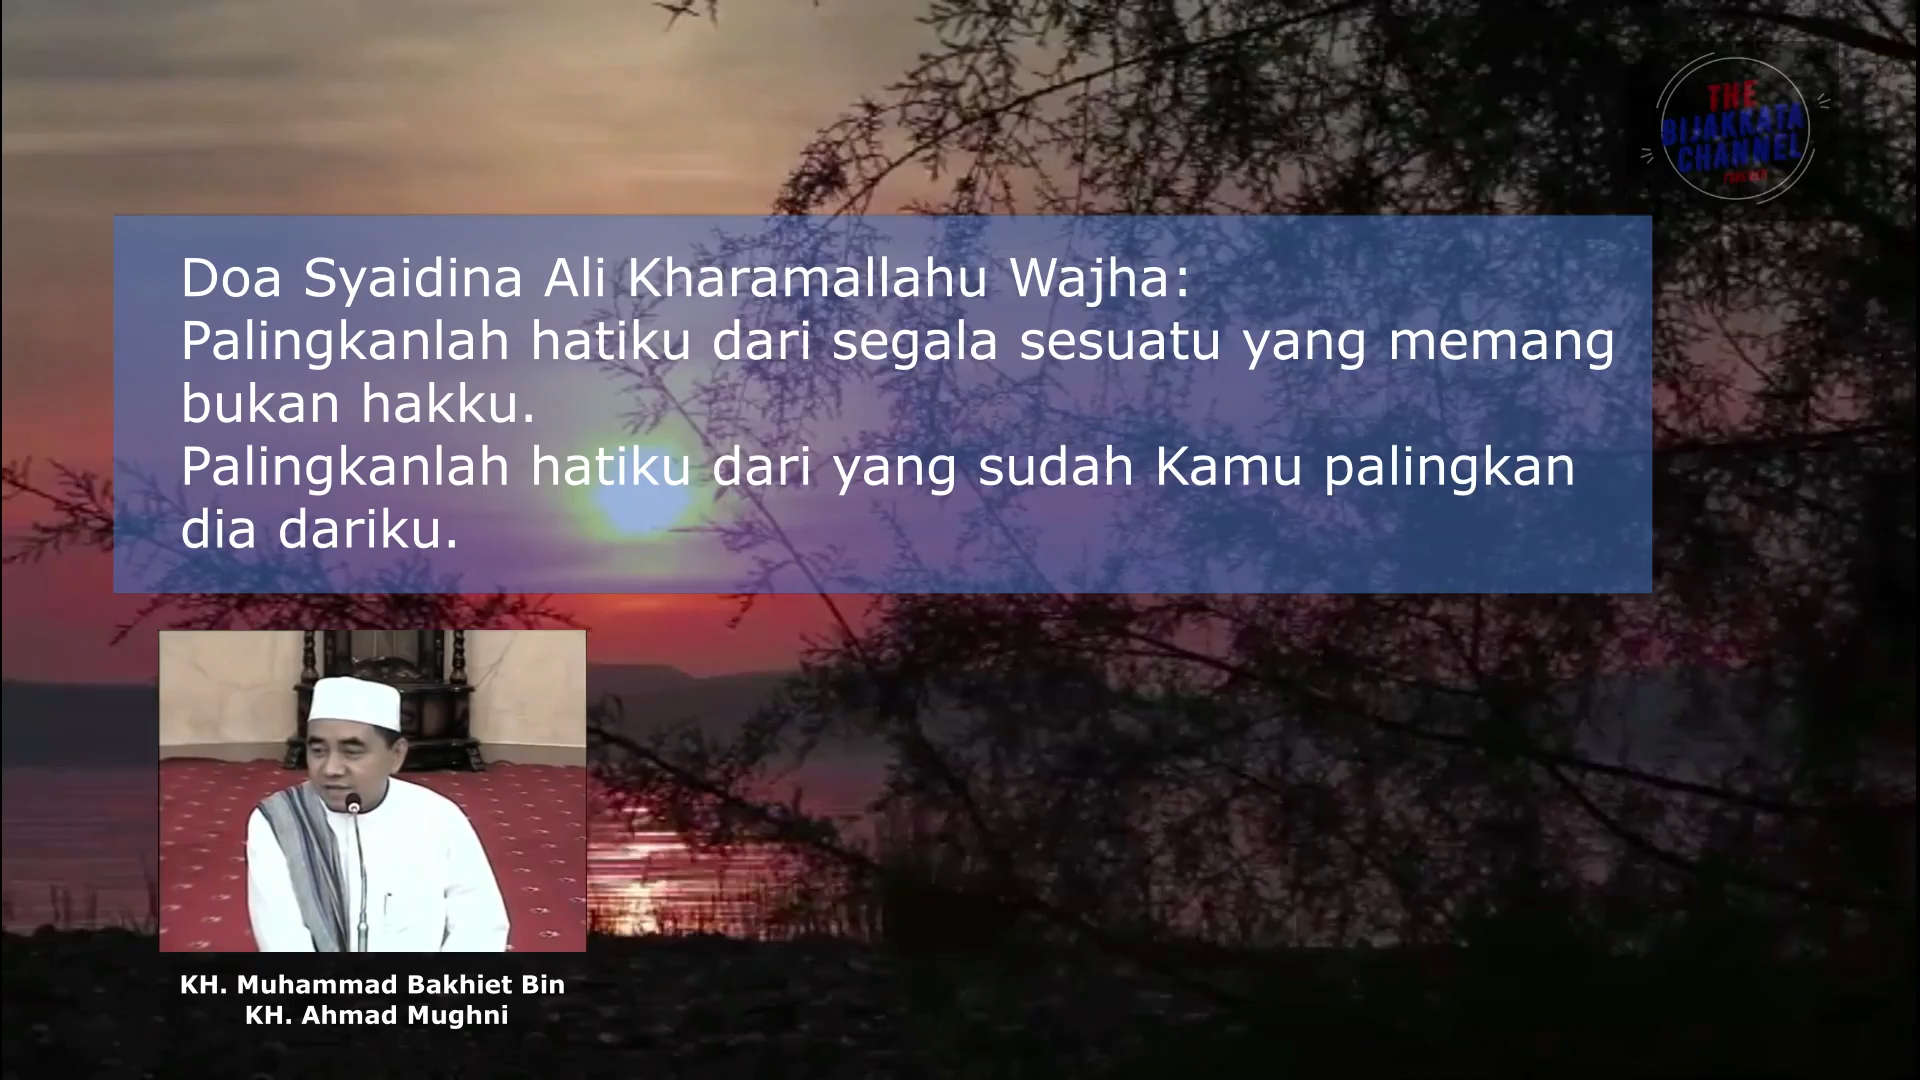 THE
BIJAKKATA
CHANNEL
Doa Syaidina Ali Kharamallahu Wajha:
Palingkanlah hatiku dari segala sesuatu yang memang
bukan hakku.
Palingkanlah hatiku dari yang sudah Kamu palingkan
dia dariku.
KH. Muhammad Bakhiet Bin
KH. Ahmad Mughni